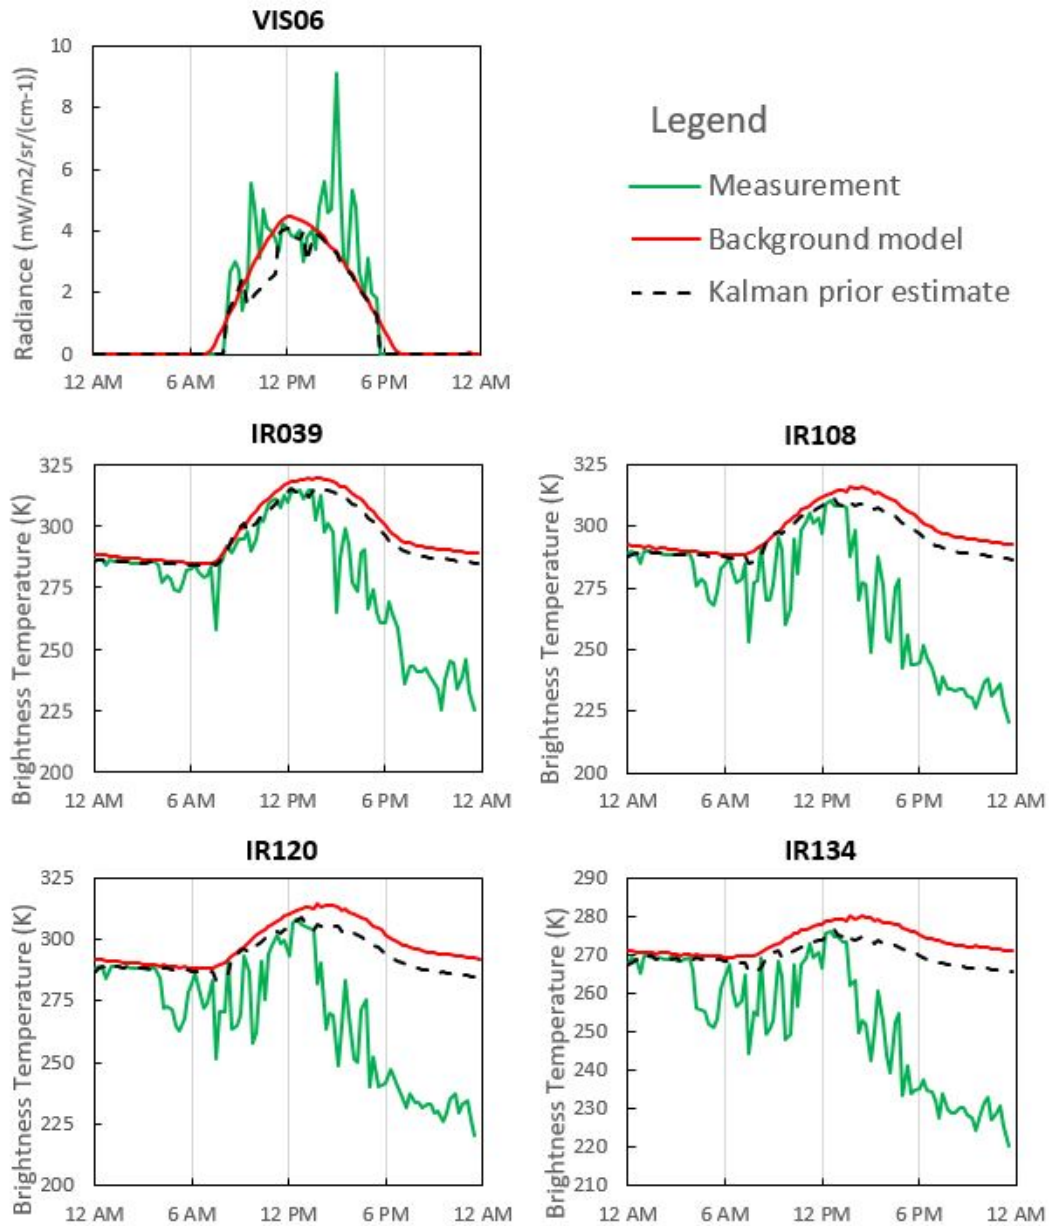 VIS06
Radiance (mW/m2/sr/(cm-1))
10
8
6
4
2
0
12 AM 6 AM 12 PM 6 PM 12 AM
Legend
Measurement
Background model
Kalman prior estimate
IR039
Brightness Temperature (K)
325
300
275
250
225
200
12 AM 6 AM 12 PM 6 PM 12 AM
IR108
Brightness Temperature (K)
325
300
275
250
225
200
12 AM 6 AM 12 PM 6 PM 12 AM
IR120
Brightness Temperature (K)
325
300
275
250
225
200
12 AM 6 AM 12 PM 6 PM 12 AM
IR134
Brightness Temperature (K)
290
280
270
260
250
240
230
220
210
12 AM 6 AM 12 PM 6 PM 12 AM